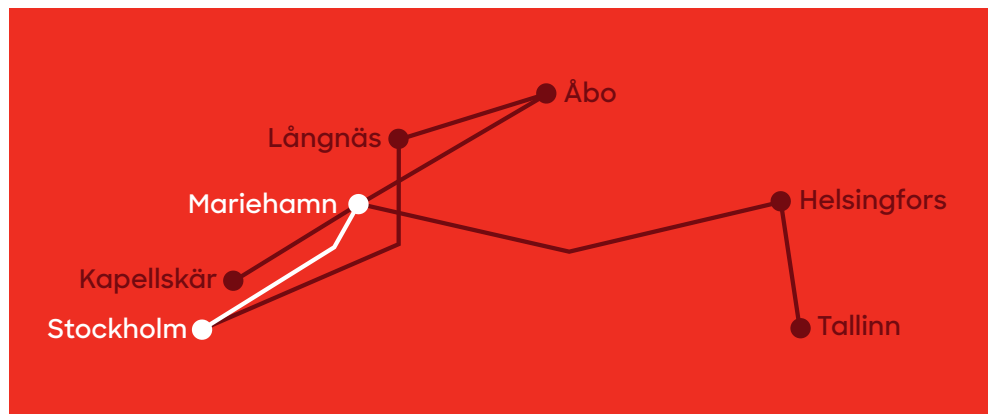 Åbo
Långnäs
Mariehamn
Helsingfors
Kapellskär
Stockholm
Tallinn